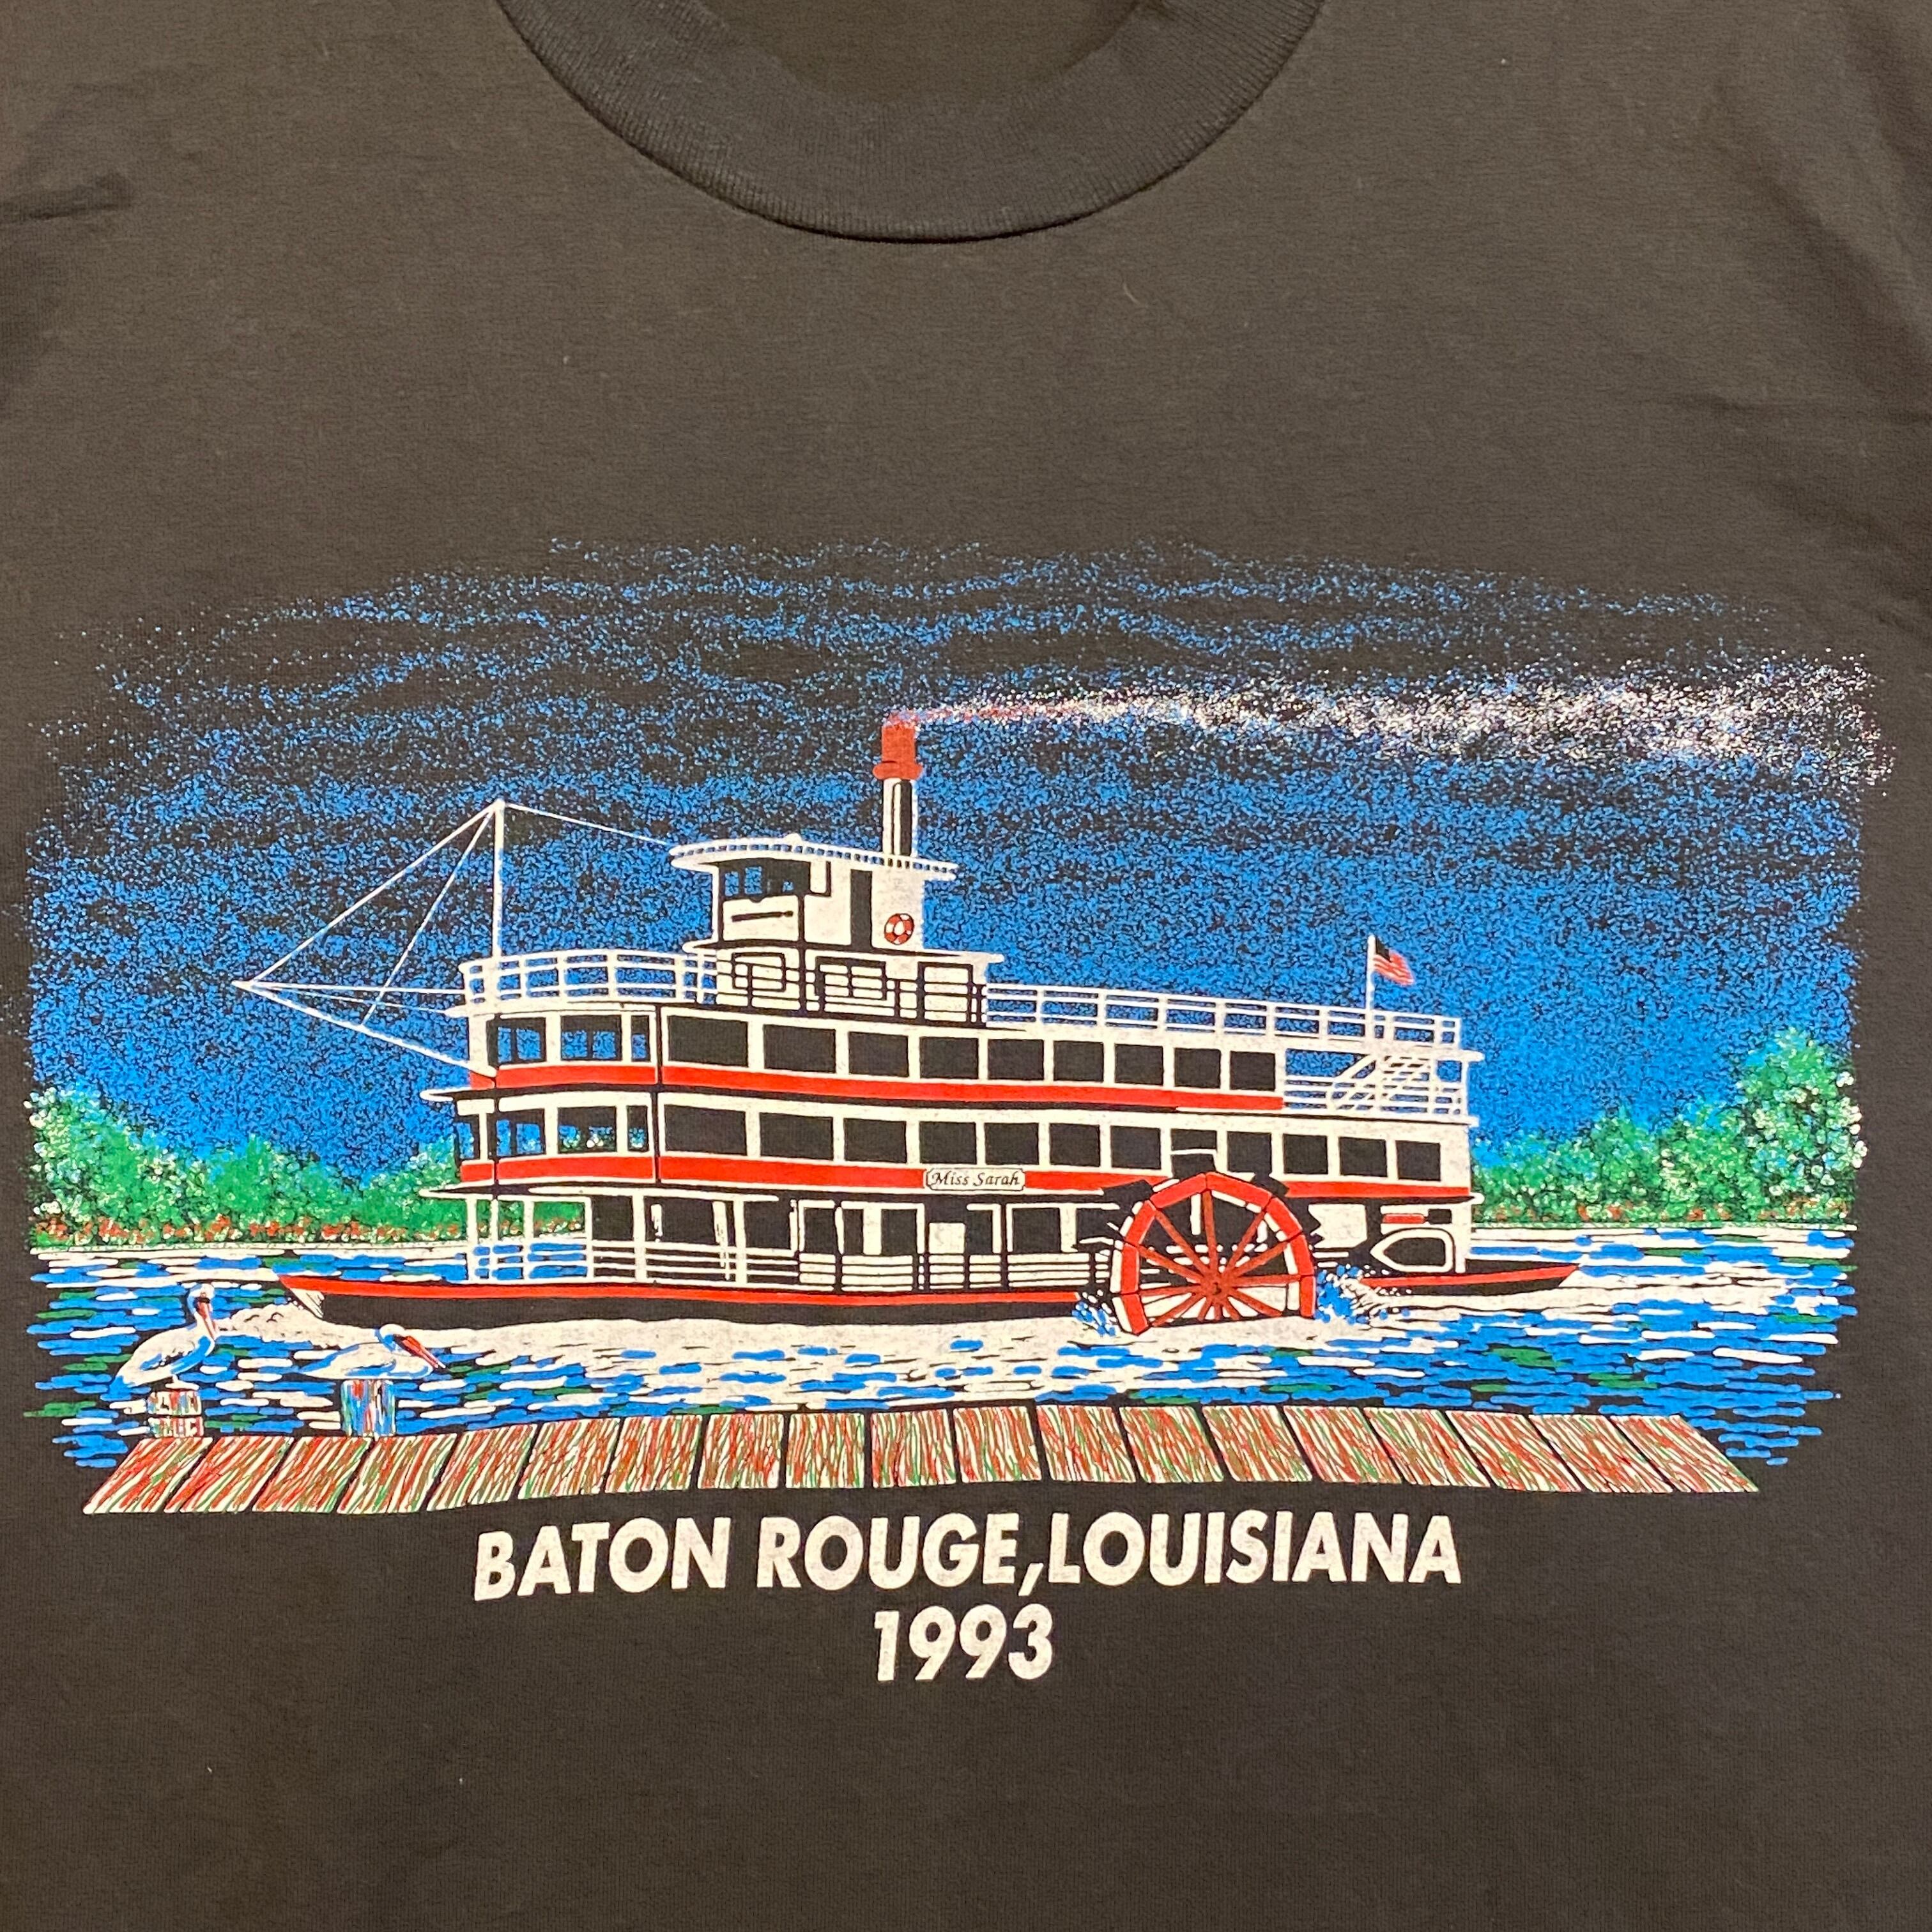 Miss Sarah
BATON ROUGE,LOUISIANA
1993